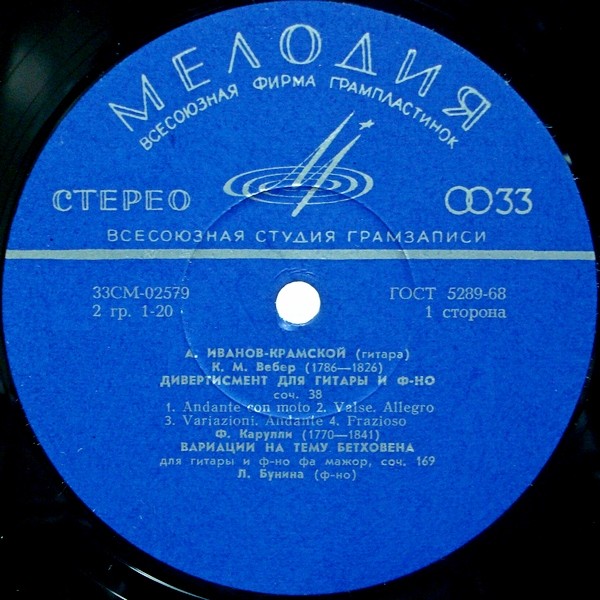 МЕЛОДИЯ
ВСЕСОЮЗНАЯ ФИРМА ГРАМПЛАСТИНОК
СТЕРЕО
33
ВСЕСОЮЗНАЯ СТУДИЯ ГРАМЗАПИСИ
33СМ-02579 ГОСТ 5289-68
2 гр. 1-20 1 сторона
А. ИВАНОВ-КРАМСКОЙ (гитара)
К. М. Вебер (1786—1826)
ДИВЕРТИСМЕНТ ДЛЯ ГИТАРЫ И Ф-НО
соч. 38
1. Andante con moto 2. Valse. Allegro
3. Variazoni. Andante 4. Frazioso
Ф. Карулли (1770—1841)
ВАРИАЦИИ НА ТЕМУ БЕТХОВЕНА
для гитары и ф-но фа мажор, соч. 169
Л. Бунина (ф-но)